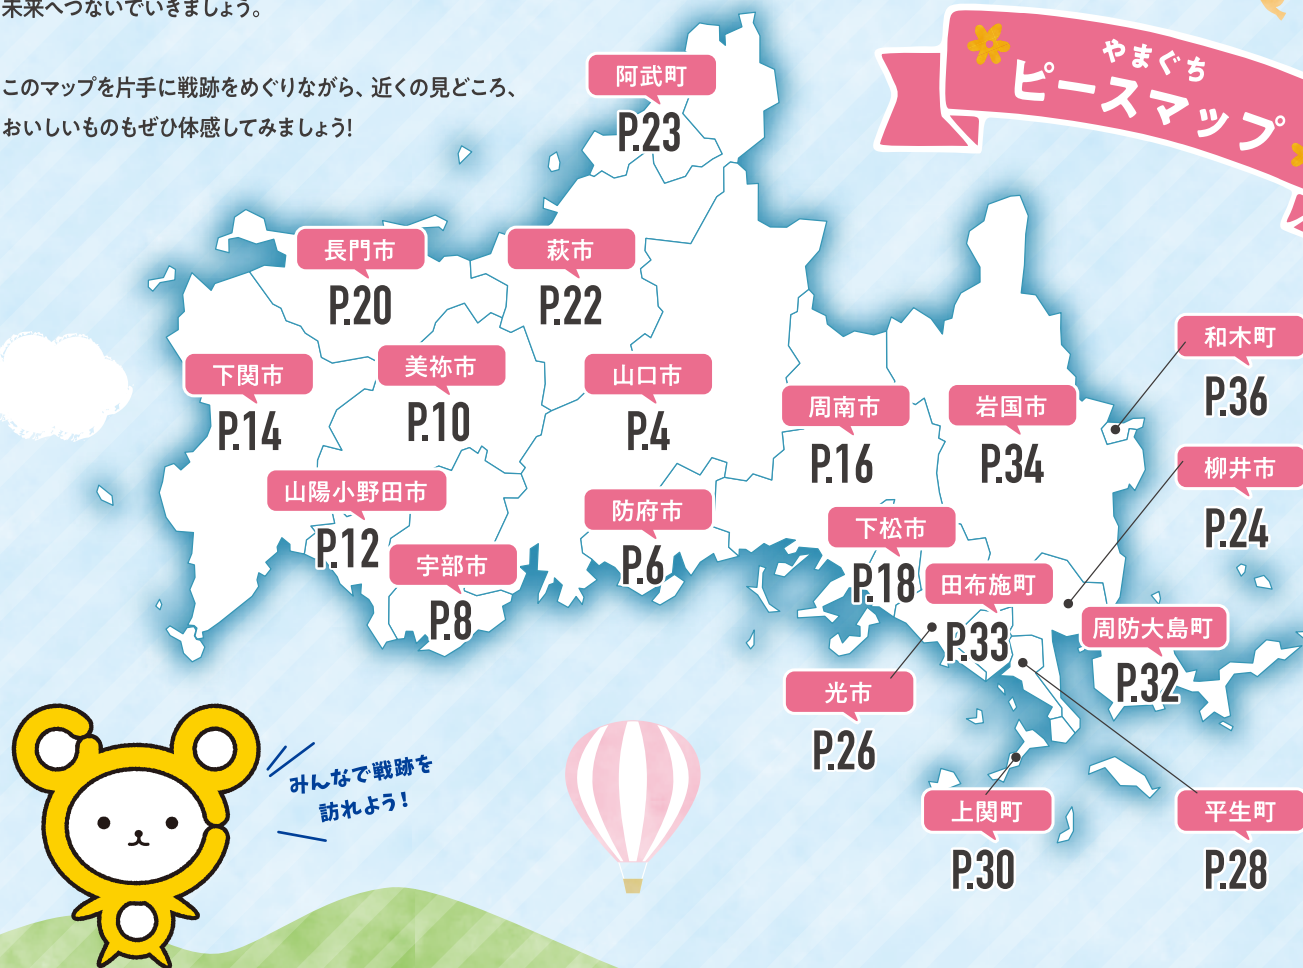 未来へつないでいきましょう。
このマップを片手に戦跡をめぐりながら、近くの見どころ、
おいしいものもぜひ体感してみましょう!
やまぐち
ピースマップ
阿武町
P.23
長門市
P.20
萩市
P.22
下関市
P.14
美祢市
P.10
山口市
P.4
周南市
P.16
岩国市
P.34
和木町
P.36
柳井市
P.24
山陽小野田市
P.12
宇部市
P.8
防府市
P.6
下松市
P.18
田布施町
P.33
周防大島町
P.32
光市
P.26
上関町
P.30
平生町
P.28
みんなで戦跡を
訪れよう!